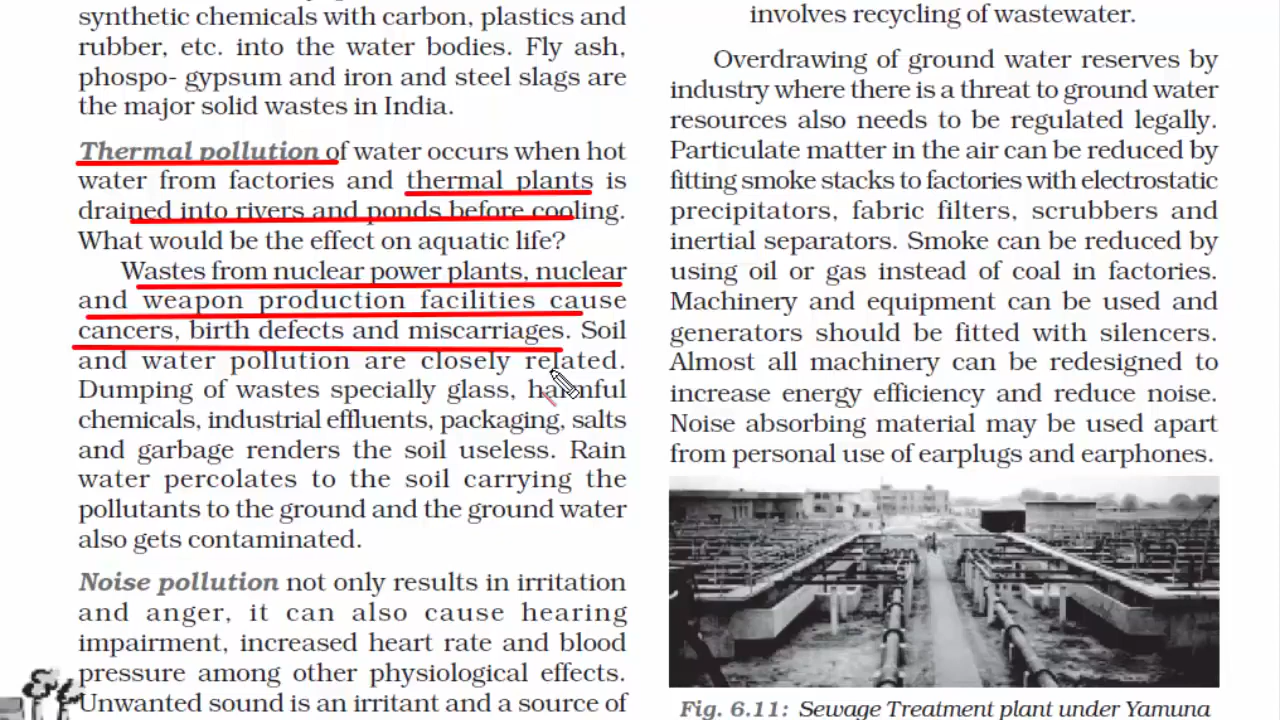 synthetic chemicals with carbon, plastics and
rubber, etc. into the water bodies. Fly ash,
phospo- gypsum and iron and steel slags are
the major solid wastes in India.
Thermal pollution of water occurs when hot
water from factories and thermal plants is
drained into rivers and ponds before cooling.
What would be the effect on aquatic life?
Wastes from nuclear power plants, nuclear
and weapon production facilities cause
cancers, birth defects and miscarriages. Soil
and water pollution are closely related.
Dumping of wastes specially glass, harmful
chemicals, industrial effluents, packaging, salts
and garbage renders the soil useless. Rain
water percolates to the soil carrying the
pollutants to the ground and the ground water
also gets contaminated.
Noise pollution not only results in irritation
and anger, it can also cause hearing
impairment, increased heart rate and blood
pressure among other physiological effects.
Unwanted sound is an irritant and a source of
involves recycling of wastewater.
Overdrawing of ground water reserves by
industry where there is a threat to ground water
resources also needs to be regulated legally.
Particulate matter in the air can be reduced by
fitting smoke stacks to factories with electrostatic
precipitators, fabric filters, scrubbers and
inertial separators. Smoke can be reduced by
using oil or gas instead of coal in factories.
Machinery and equipment can be used and
generators should be fitted with silencers.
Almost all machinery can be redesigned to
increase energy efficiency and reduce noise.
Noise absorbing material may be used apart
from personal use of earplugs and earphones.
Fig. 6.11: Sewage Treatment plant under Yamuna